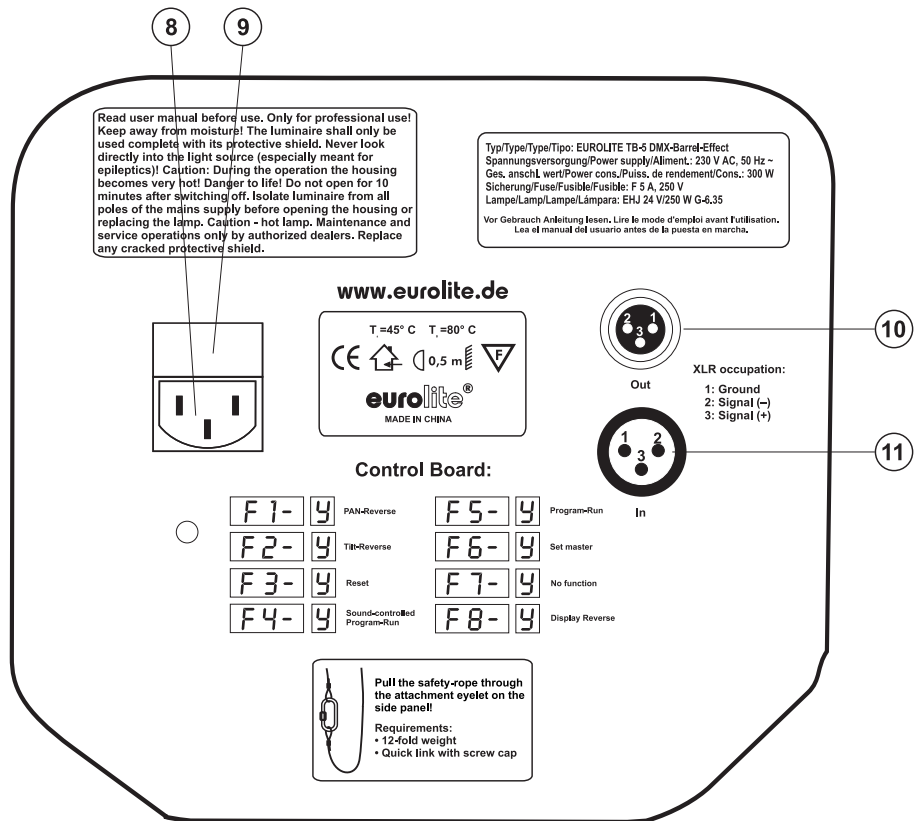 8
9
Read user manual before use. Only for professional use!
Keep away from moisture! The luminaire shall only be
used complete with its protective shield. Never look
directly into the light source (especially meant for
epileptics)! Caution: During the operation the housing
becomes very hot! Danger to life! Do not open for 10
minutes after switching off. Isolate luminaire from all
poles of the mains supply before opening the housing or
replacing the lamp. Caution - hot lamp. Maintenance and
service operations only by authorized dealers. Replace
any cracked protective shield.
Typ/Type/Type/Tipo: EUROLITE TB-5 DMX-Barrel-Effect
Spannungsversorgung/Power supply/Aliment.: 230 V AC, 50 Hz ~
Ges. anschl. wert/Power cons./Puiss. de rendement/Cons.: 300 W
Sicherung/Fuse/Fusible/Fusible: F 5 A, 250 V
Lampe/Lamp/Lampe/Lámpara: EHJ 24 V/250 W G-6.35
Vor Gebrauch Anleitung lesen. Lire le mode d'emploi avant l'utilisation.
Lea el manual del usuario antes de la puesta en marcha.
www.eurolite.de
T =45° C T =80° C
CE 0,5 m F
eurolite®
MADE IN CHINA
2 1
3
Out
10
XLR occupation:
1: Ground
2: Signal (–)
3: Signal (+)
1 2
3
In
11
Control Board:
F1- y PAN-Reverse
F2- y Tilt-Reverse
F3- y Reset
F4- y Sound-controlled
Program-Run
F5- y Program-Run
F6- y Set master
F7- y No function
F8- y Display Reverse
Pull the safety-rope through
the attachment eyelet on the
side panel!
Requirements:
• 12-fold weight
• Quick link with screw cap